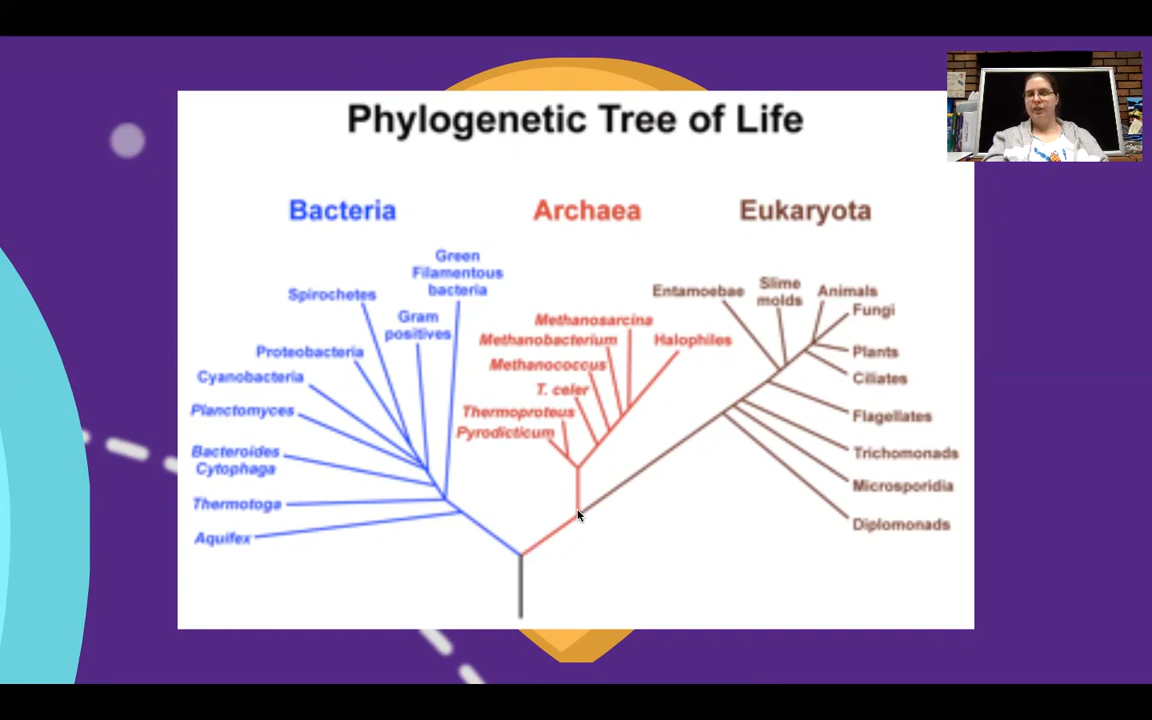 Phylogenetic Tree of Life
Bacteria
Archaea
Eukaryota
Green
Filamentous
bacteria
Spirochetes
Gram
positives
Proteobacteria
Cyanobacteria
Planctomyces
Bacteroides
Cytophaga
Thermotoga
Aquifex
Methanosarcina
Methanobacterium
Halophiles
Methanococcus
T. celer
Thermoproteus
Pyrodicticum
Entamoebae
Slime
molds
Animals
Fungi
Plants
Ciliates
Flagellates
Trichomonads
Microsporidia
Diplomonads